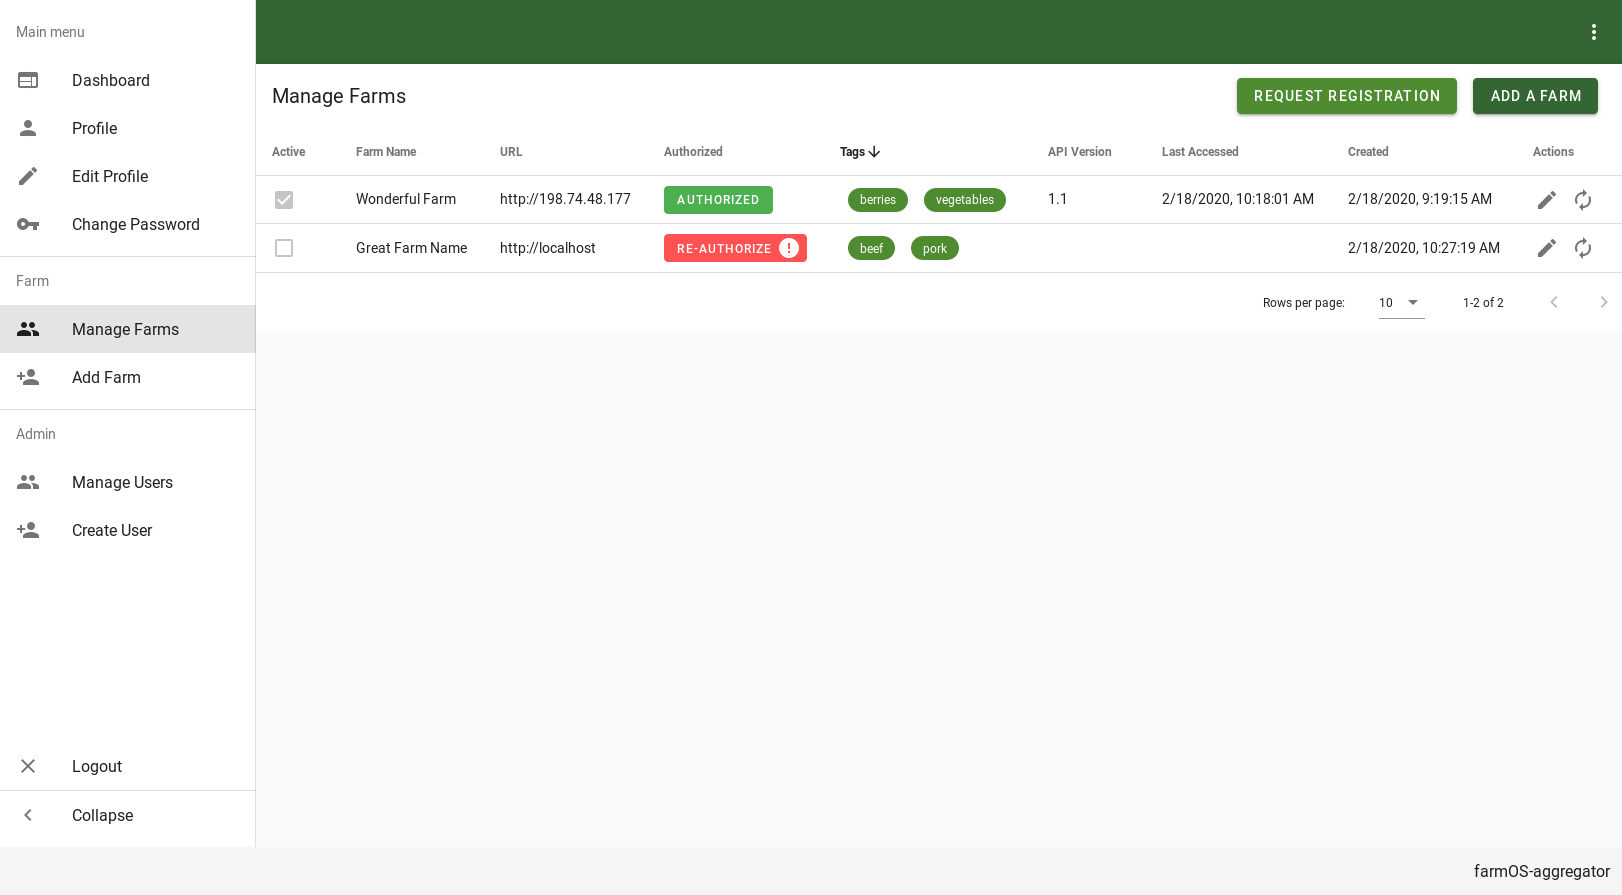 Main menu
Dashboard
Profile
Edit Profile
Change Password
Farm
Manage Farms
Add Farm
Admin
Manage Users
Create User
Logout
Collapse
Manage Farms REQUEST REGISTRATION ADD A FARM
Active Farm Name URL Authorized Tags API Version Last Accessed Created Actions
Wonderful Farm http://198.74.48.177 AUTHORIZED berries vegetables 1.1 2/18/2020, 10:18:01 AM 2/18/2020, 9:19:15 AM
Great Farm Name http://localhost RE-AUTHORIZE beef pork 2/18/2020, 10:27:19 AM
Rows per page: 10 1-2 of 2
farmOS-aggregator